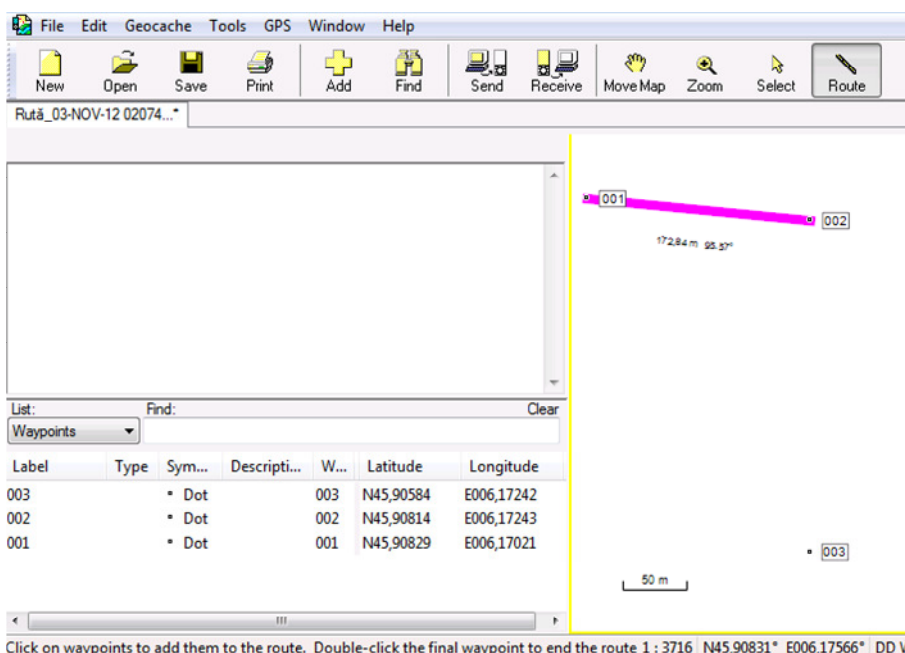 File Edit Geocache Tools GPS Window Help
New Open Save Print Add Find Send Receive Move Map Zoom Select Route
Rută_03-NOV-12 02074...*
001
002
172,84 m 95.57°
List: Find: Clear
Waypoints
Label Type Sym... Descripti... W... Latitude Longitude
003 Dot 003 N45,90584 E006,17242
002 Dot 002 N45,90814 E006,17243
001 Dot 001 N45,90829 E006,17021
003
50 m
Click on waypoints to add them to the route. Double-click the final waypoint to end the route 1 : 3716 N45.90831° E006.17566° DD